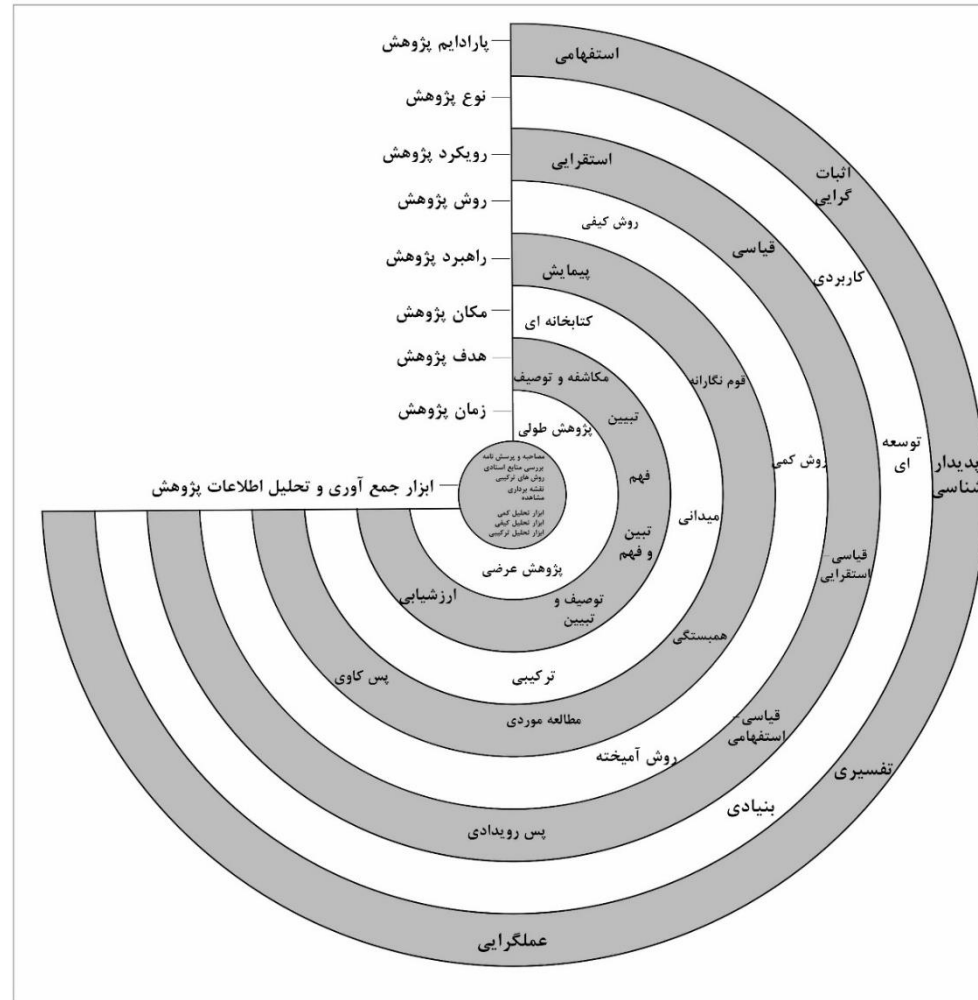 پارادایم پژوهش
نوع پژوهش
رویکرد پژوهش
روش پژوهش
راهبرد پژوهش
مکان پژوهش
هدف پژوهش
زمان پژوهش
ابزار جمع آوری و تحلیل اطلاعات پژوهش
استفهامی
اثبات
گرایی
پدیدار
شناسی
تفسیری
عملگرایی
کاربردی
توسعه
ای
بنیادی
استقرایی
قیاسی
قیاسی
استقرایی
قیاسی-
استفهامی
پس رویدادی
روش کیفی
روش کمی
روش آمیخته
پیمایش
قوم نگارانه
همبستگی
مطالعه موردی
پس کاوی
کتابخانه ای
میدانی
ترکیبی
مکاشفه و توصیف
تبیین
فهم
تبین
و فهم
توصیف و
تبیین
ارزشیابی
پژوهش طولی
پژوهش عرضی
مصاحبه و پرسش نامه
بررسی منابع اسنادی
روش های ترکیبی
نقشه برداری
مشاهده
ابزار تحلیل کمی
ابزار تحلیل کیفی
ابزار تحلیل ترکیبی